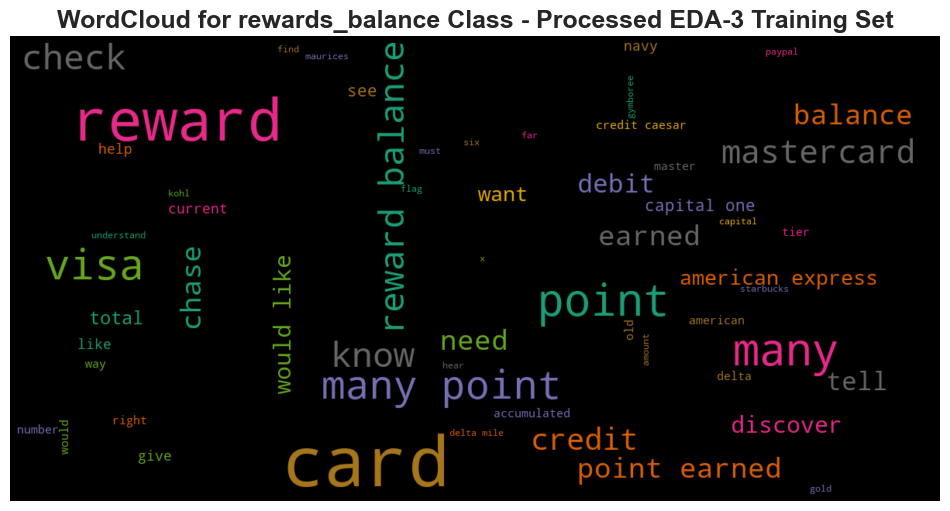 WordCloud for rewards_balance Class - Processed EDA-3 Training Set
check
find
maurices
navy
paypal
reward
help
see
reward balance
gymboree
credit caesar
balance
mastercard
six
far
must
master
kohl
current
flag
want
debit
capital one
capital
tier
understand
visa
chase
would like
x
earned
american express
starbucks
total
like
way
point
old
amount
american
need
know
hear
many
many point
delta
tell
number
would
right
give
accumulated
delta mile
card
credit
discover
point earned
gold